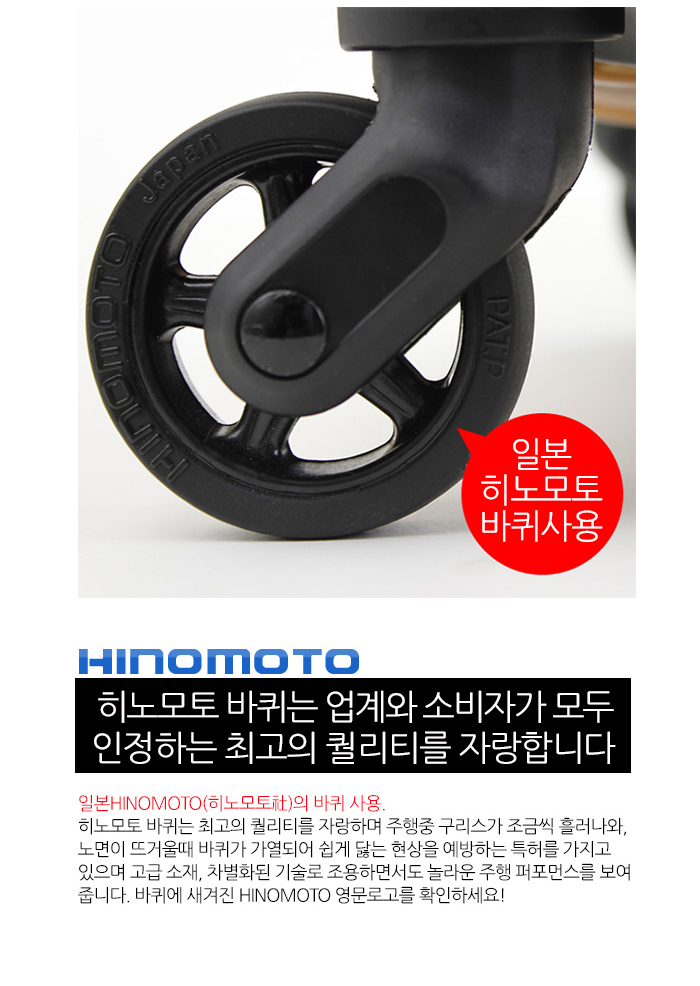 Japan
HINOMOTO
PAT.P
일본
히노모토
바퀴사용
HINOMOTO
히노모토 바퀴는 업계와 소비자가 모두
인정하는 최고의 퀄리티를 자랑합니다
일본HINOMOTO(히노모토社)의 바퀴 사용.
히노모토 바퀴는 최고의 퀄리티를 자랑하며 주행중 구리스가 조금씩 흘러나와,
노면이 뜨거울때 바퀴가 가열되어 쉽게 닳는 현상을 예방하는 특허를 가지고
있으며 고급 소재, 차별화된 기술로 조용하면서도 놀라운 주행 퍼포먼스를 보여
줍니다. 바퀴에 새겨진 HINOMOTO 영문로고를 확인하세요!